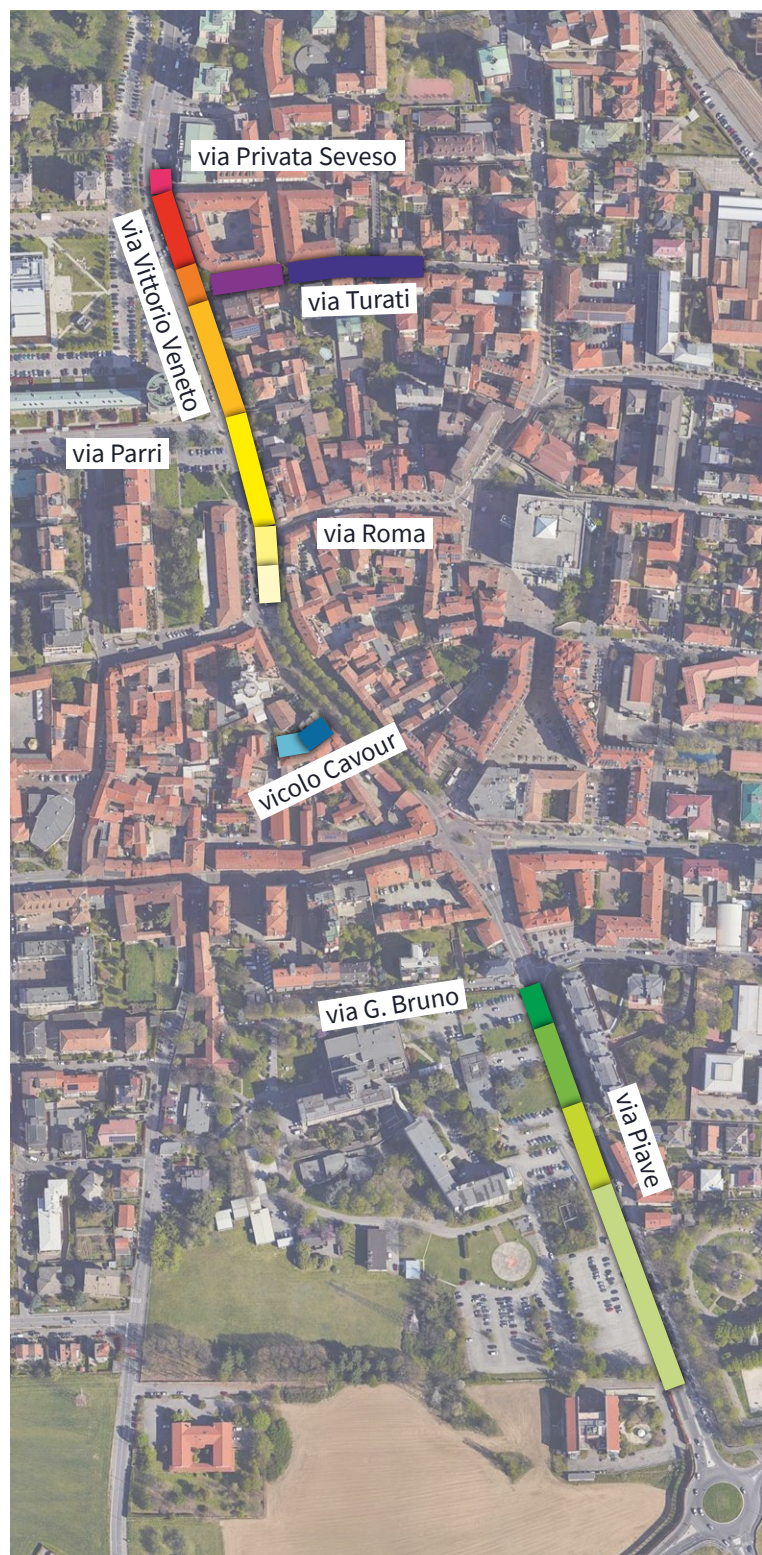 via Privata Seveso
via Vittorio Veneto
via Turati
via Parri
via Roma
vicolo Cavour
via G. Bruno
via Piave